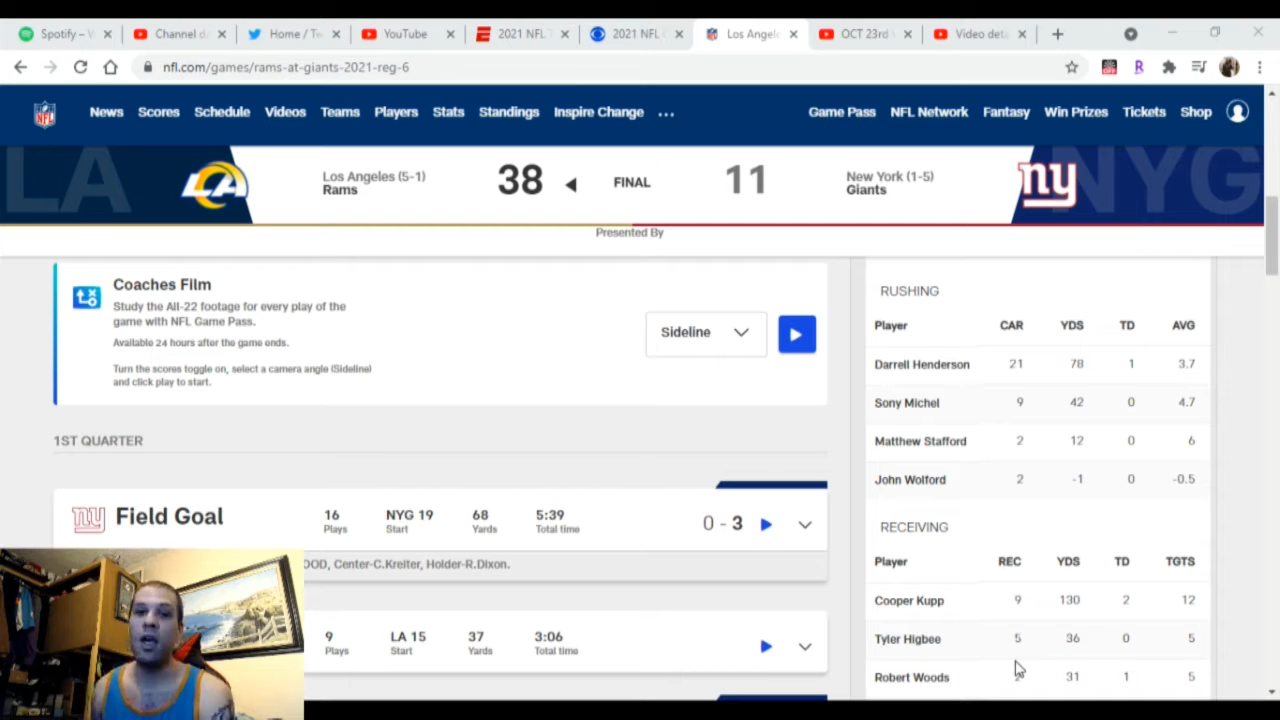 Spotify – V
Channel d
Home / Tw
YouTube
2021 NFL T
2021 NFL
Los Angele
OCT 23rd
Video deta
nfl.com/games/rams-at-giants-2021-reg-6
OFF
R
NFL
News Scores Schedule Videos Teams Players Stats Standings Inspire Change ... Game Pass NFL Network Fantasy Win Prizes Tickets Shop
LA
Los Angeles (5-1)
Rams
38
FINAL
11
New York (1-5)
Giants
ny
NYG
Presented By
Coaches Film
Study the All-22 footage for every play of the
game with NFL Game Pass.
Available 24 hours after the game ends.
Turn the scores toggle on, select a camera angle (Sideline)
and click play to start.
Sideline
1ST QUARTER
ny
Field Goal
16
Plays
NYG 19
Start
68
Yards
5:39
Total time
0 - 3
OOD, Center-C.Kreiter, Holder-R.Dixon.
9
Plays
LA 15
Start
37
Yards
3:06
Total time
RUSHING
Player CAR YDS TD AVG
Darrell Henderson 21 78 1 3.7
Sony Michel 9 42 0 4.7
Matthew Stafford 2 12 0 6
John Wolford 2 -1 0 -0.5
RECEIVING
Player REC YDS TD TGTS
Cooper Kupp 9 130 2 12
Tyler Higbee 5 36 0 5
Robert Woods 31 1 5